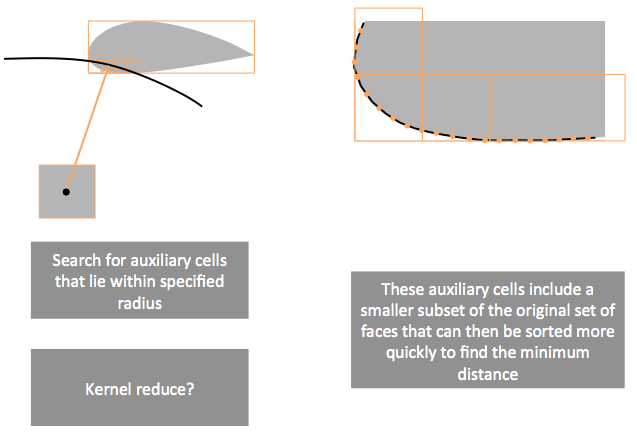 Search for auxiliary cells
that lie within specified
radius
Kernel reduce?
These auxiliary cells include a
smaller subset of the original set of
faces that can then be sorted more
quickly to find the minimum
distance